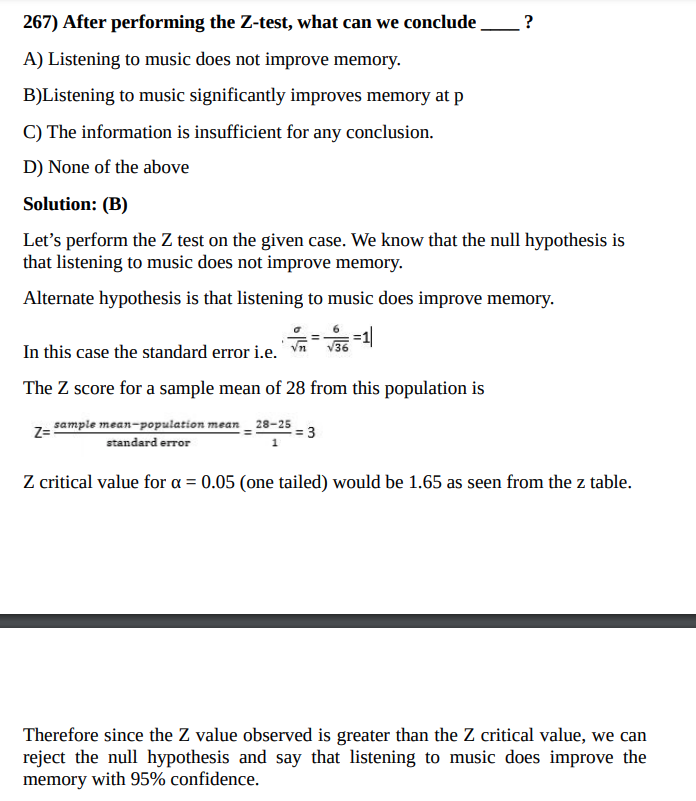 267) After performing the Z-test, what can we conclude ____ ?
A) Listening to music does not improve memory.
B)Listening to music significantly improves memory at p
C) The information is insufficient for any conclusion.
D) None of the above
Solution: (B)
Let’s perform the Z test on the given case. We know that the null hypothesis is
that listening to music does not improve memory.
Alternate hypothesis is that listening to music does improve memory.
In this case the standard error i.e. σ/√n = 6/√36 =1
The Z score for a sample mean of 28 from this population is
Z= sample mean−population mean/standard error = 28−25/1 = 3
Z critical value for α = 0.05 (one tailed) would be 1.65 as seen from the z table.
Therefore since the Z value observed is greater than the Z critical value, we can
reject the null hypothesis and say that listening to music does improve the
memory with 95% confidence.